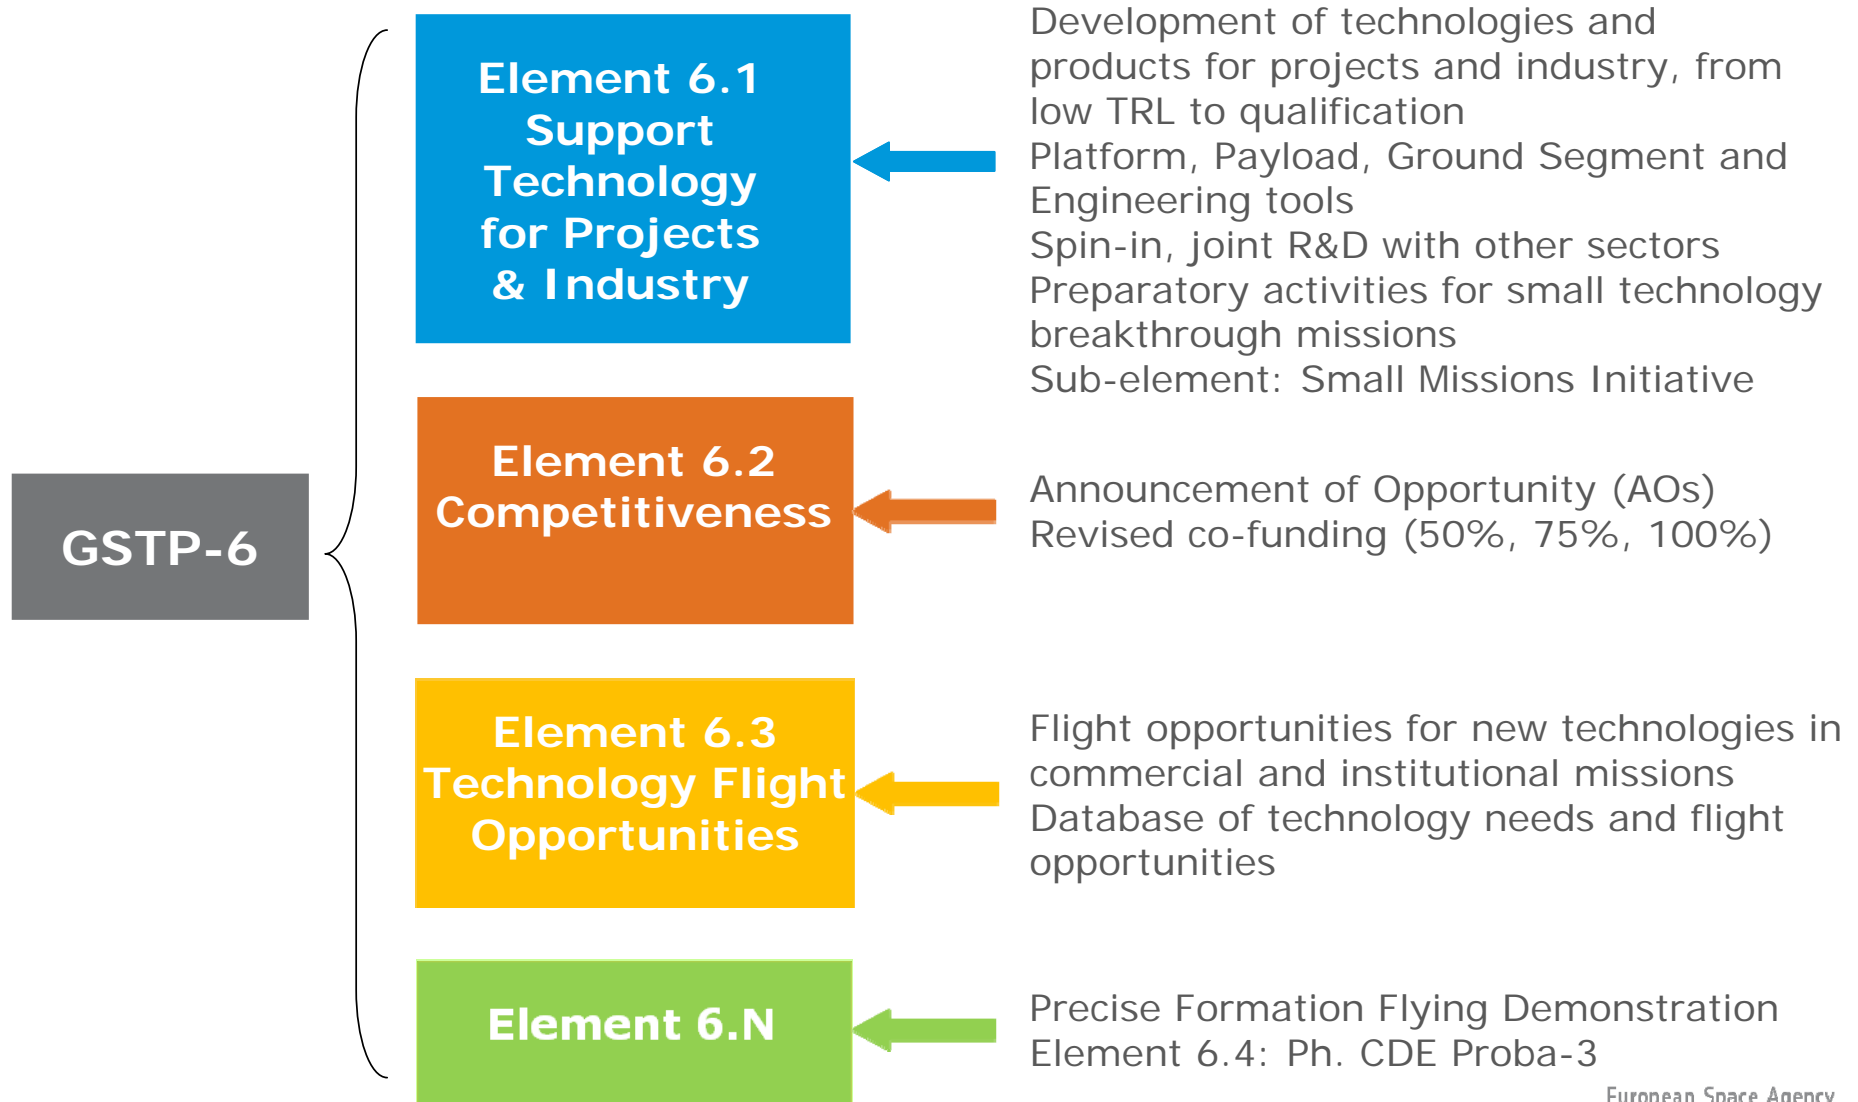 GSTP-6
Element 6.1
Support
Technology
for Projects
& Industry
Development of technologies and
products for projects and industry, from
low TRL to qualification
Platform, Payload, Ground Segment and
Engineering tools
Spin-in, joint R&D with other sectors
Preparatory activities for small technology
breakthrough missions
Sub-element: Small Missions Initiative
Element 6.2
Competitiveness
Announcement of Opportunity (AOs)
Revised co-funding (50%, 75%, 100%)
Element 6.3
Technology Flight
Opportunities
Flight opportunities for new technologies in
commercial and institutional missions
Database of technology needs and flight
opportunities
Element 6.N
Precise Formation Flying Demonstration
Element 6.4: Ph. CDE Proba-3
European Space Agency